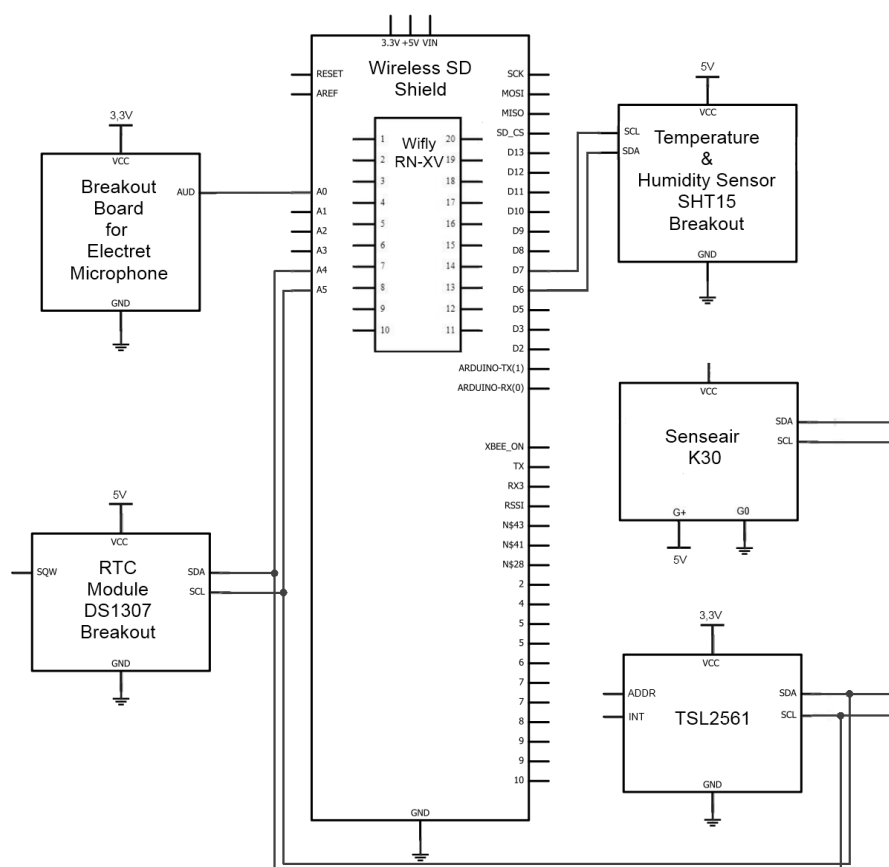 3.3V +5V VIN
Wireless SD
Shield
RESET
AREF
A0
A1
A2
A3
A4
A5
Wifly
RN-XV
1
2
3
4
5
6
7
8
9
10
20
19
18
17
16
15
14
13
12
11
SCK
MOSI
MISO
SD_CS
D13
D12
D11
D10
D9
D8
D7
D6
D5
D3
D2
ARDUINO-TX(1)
ARDUINO-RX(0)
XBEE_ON
TX
RX3
RSSI
N$43
N$41
N$28
2
4
5
5
6
7
7
8
9
9
10
GND
3,3V
VCC
Breakout
Board
for
Electret
Microphone
AUD
GND
5V
VCC
SQW
RTC
Module
DS1307
Breakout
SDA
SCL
GND
5V
VCC
SCL
SDA
Temperature
&
Humidity Sensor
SHT15
Breakout
GND
VCC
Senseair
K30
SDA
SCL
G+
G0
5V
3,3V
VCC
ADDR
INT
TSL2561
SDA
SCL
GND